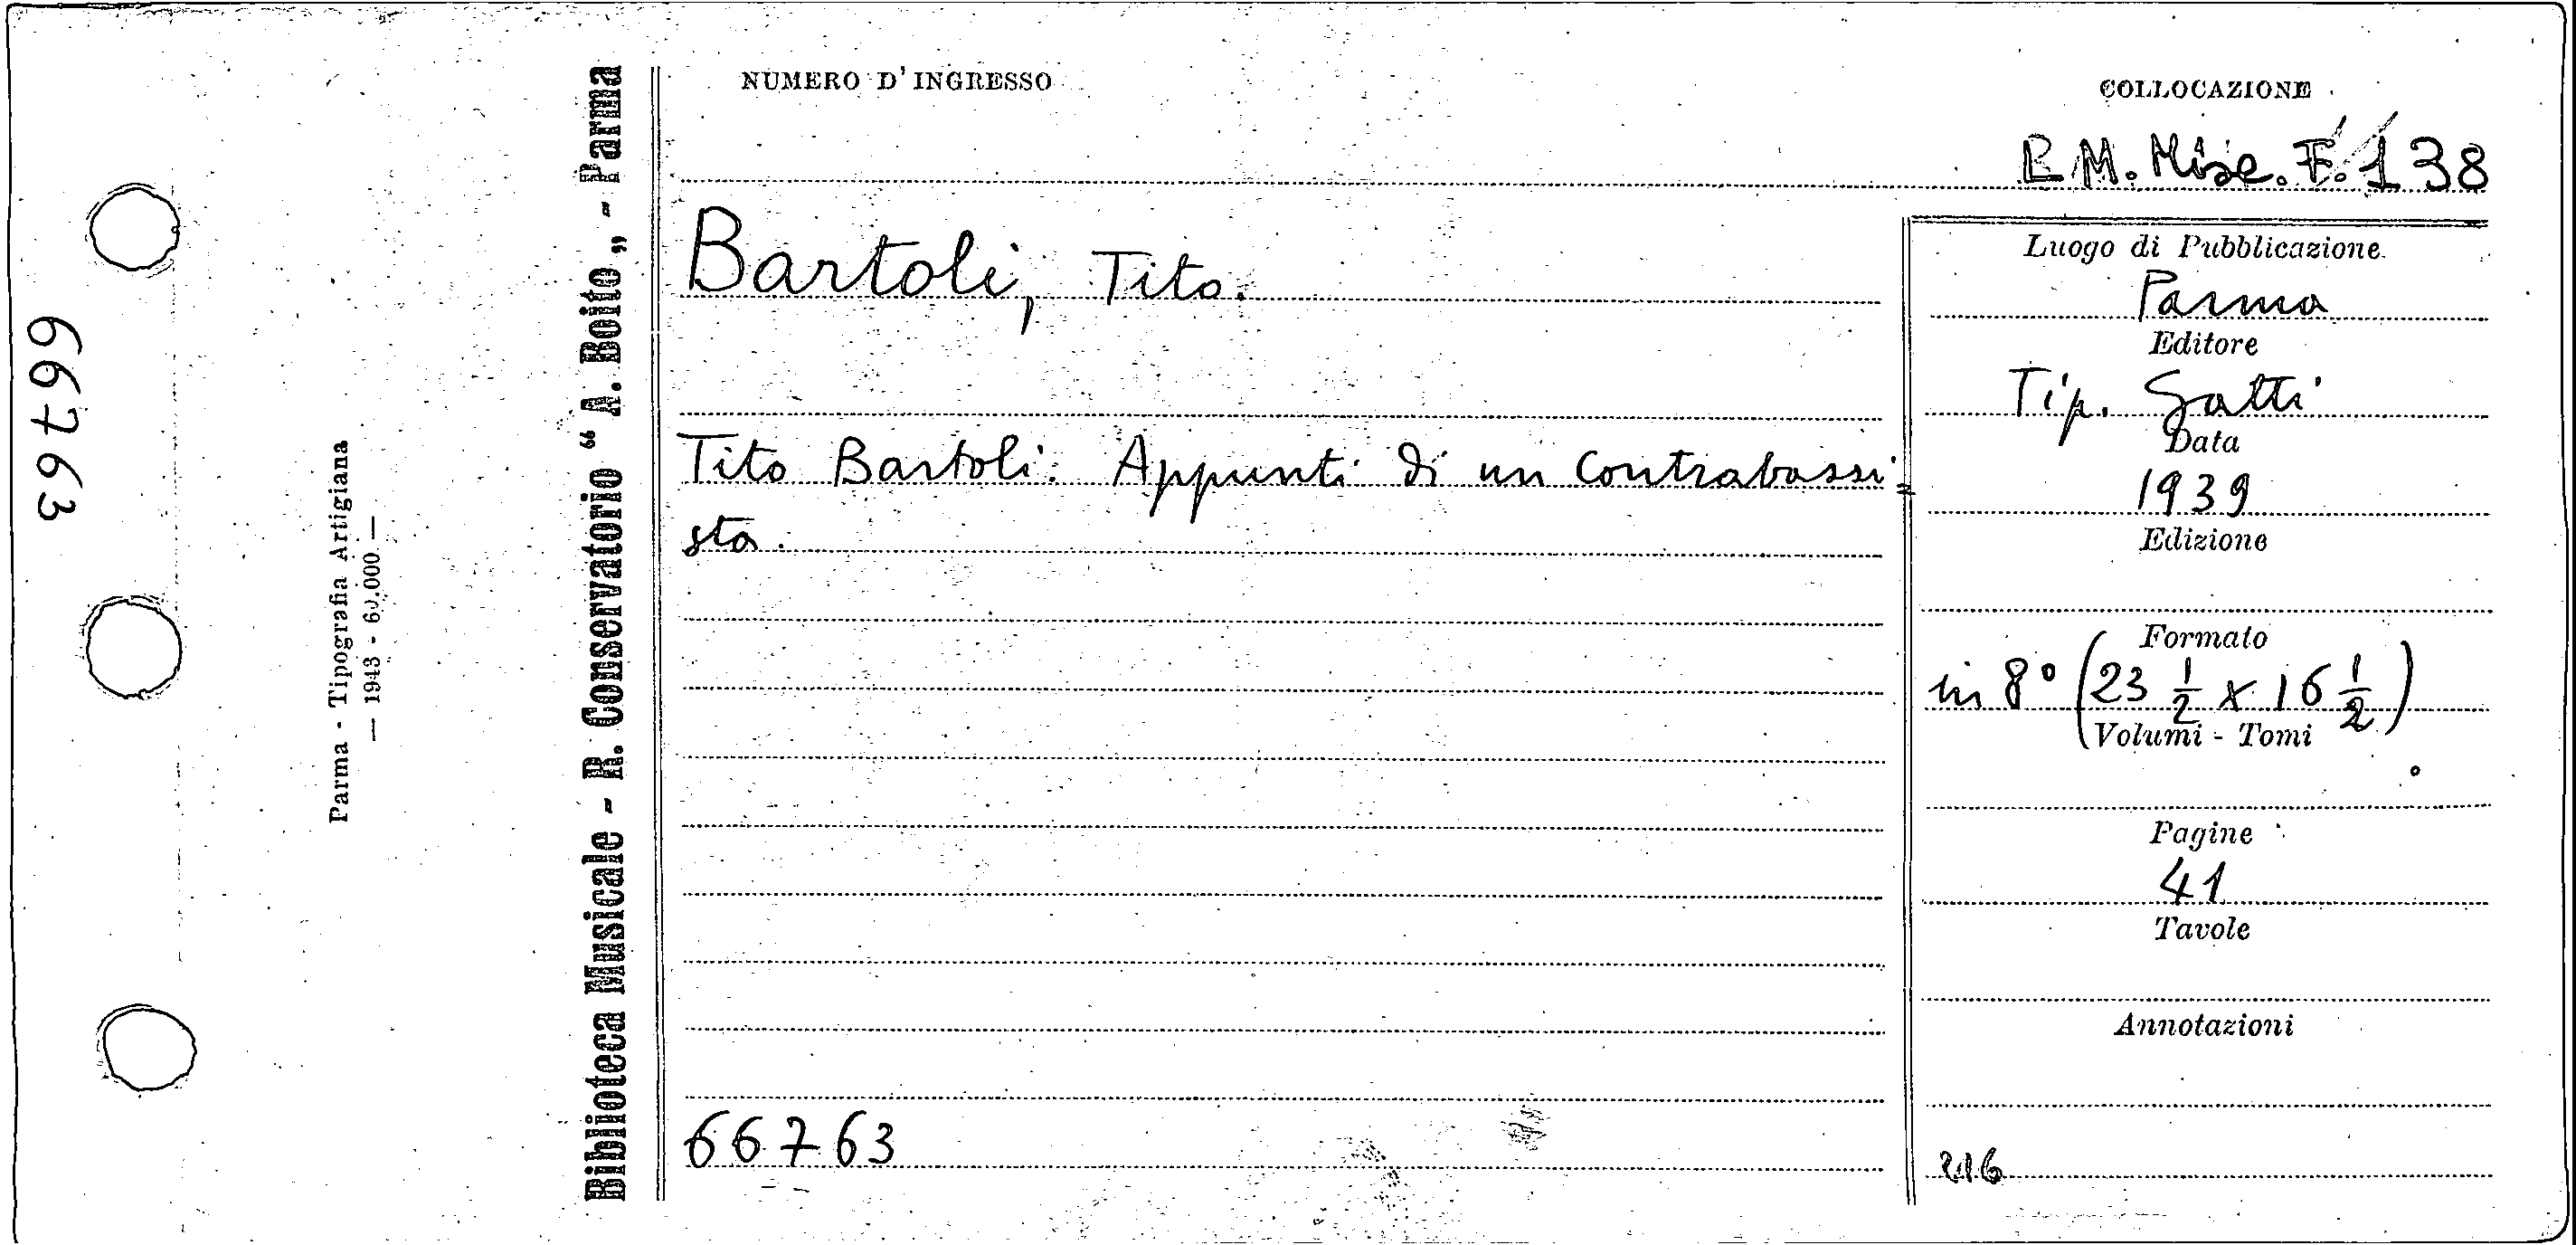 66763
Parma - Tipografia Artigiana
— 1943 - 60.000 —
Biblioteca Musicale - R. Conservatorio “ A. Boito „ - Parma
NUMERO D'INGRESSO
COLLOCAZIONE
Misc. F. 138
Bartoli, Tito.
Tito Bartoli. Appunti di un Contrabassi=
sta.
66763
Luogo di Pubblicazione
Parma
Editore
Tip. Gatti
Data
1939
Edizione
Formato
in 8° (23 1/2 x 16 1/2)
Volumi - Tomi
Pagine
41
Tavole
Annotazioni
216